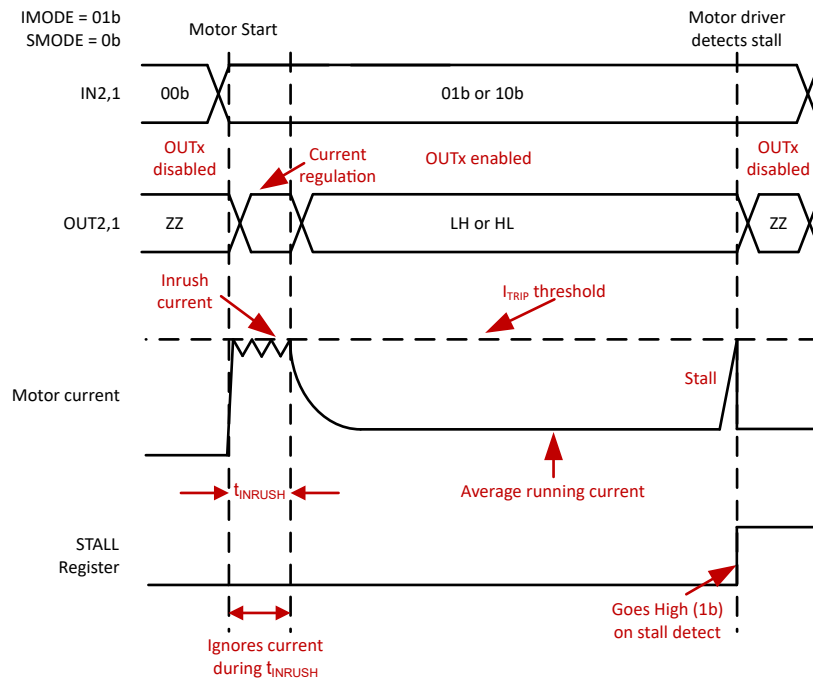 IMODE = 01b
SMODE = 0b
Motor Start
Motor driver
detects stall
IN2,1
00b
01b or 10b
OUTx
disabled
Current
regulation
OUTx enabled
OUTx
disabled
OUT2,1
ZZ
LH or HL
ZZ
Inrush
current
ITRIP threshold
Motor current
Stall
tINRUSH
Average running current
STALL
Register
Goes High (1b)
on stall detect
Ignores current
during tINRUSH